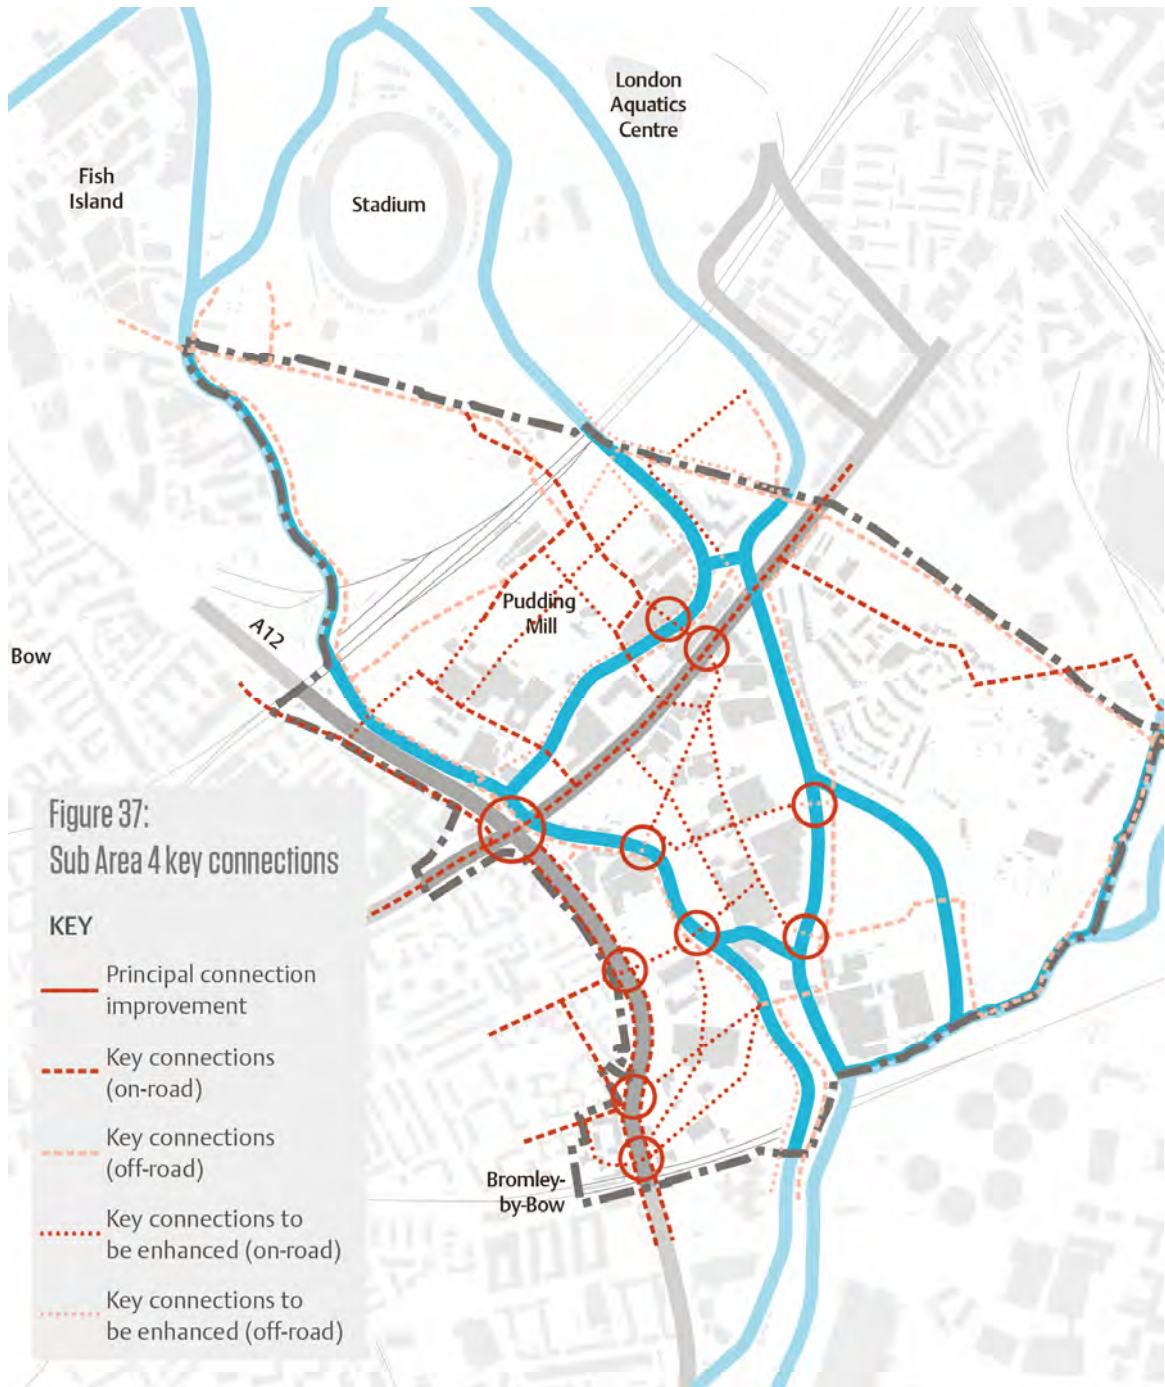 London
Aquatics
Centre
Fish
Island
Stadium
Pudding
Mill
A12
Bow
Figure 37:
Sub Area 4 key connections
KEY
Principal connection
improvement
Key connections
(on-road)
Key connections
(off-road)
Key connections to
be enhanced (on-road)
Key connections to
be enhanced (off-road)
Bromley-
by-Bow